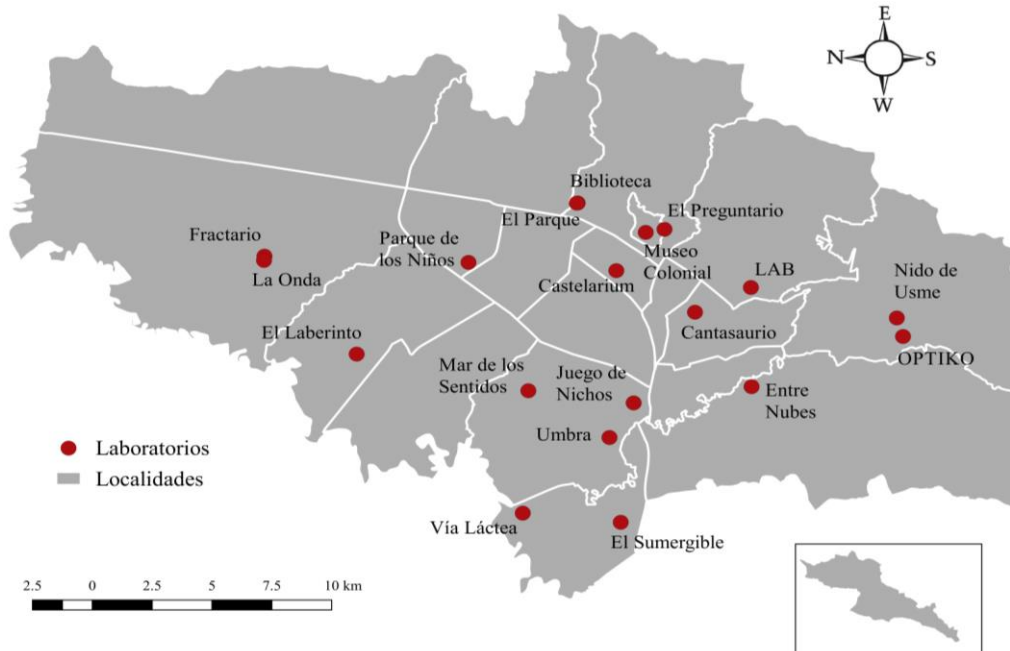 E
N
S
W
Biblioteca
El Parque
El Preguntario
Fractario
Parque de
los Niños
Museo
Colonial
La Onda
Castelarium
LAB
Nido de
Usme
El Laberinto
Cantasaurio
OPTIKO
Mar de los
Sentidos
Juego de
Nichos
Entre
Nubes
Umbra
Laboratorios
Localidades
Vía Láctea
El Sumergible
2.5 0 2.5 5 7.5 10 km